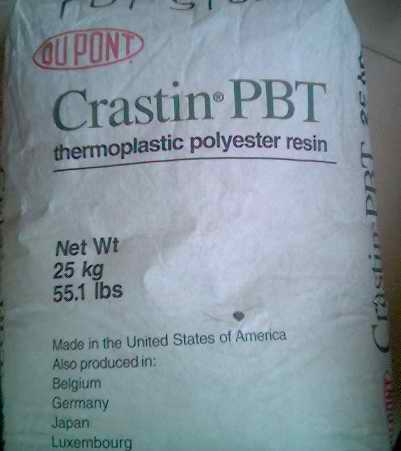 DU PONT
Crastin® PBT
thermoplastic polyester resin
Net Wt
25 kg
55.1 lbs
Made in the United States of America
Also produced in:
Belgium
Germany
Japan
Luxembourg
Crastin PBT